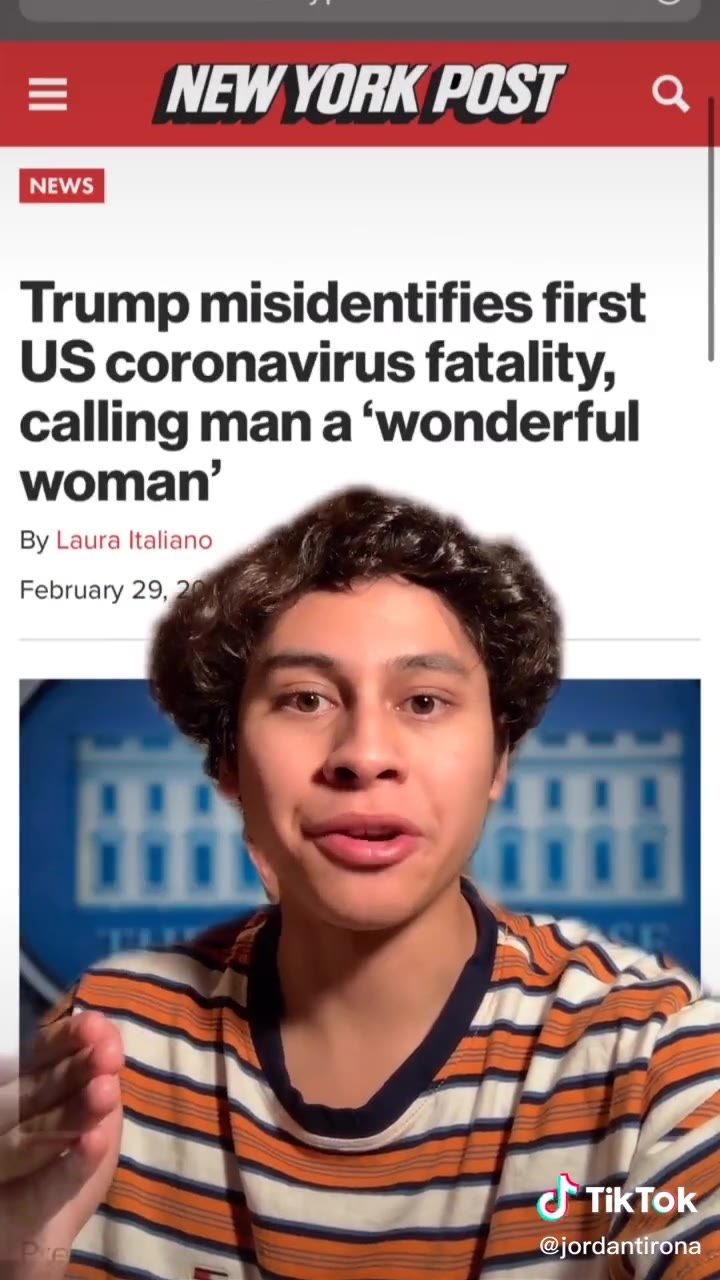 NEW YORK POST
NEWS
Trump misidentifies first
US coronavirus fatality,
calling man a ‘wonderful
woman’
By Laura Italiano
February 29, 20
TikTok
@jordantirona